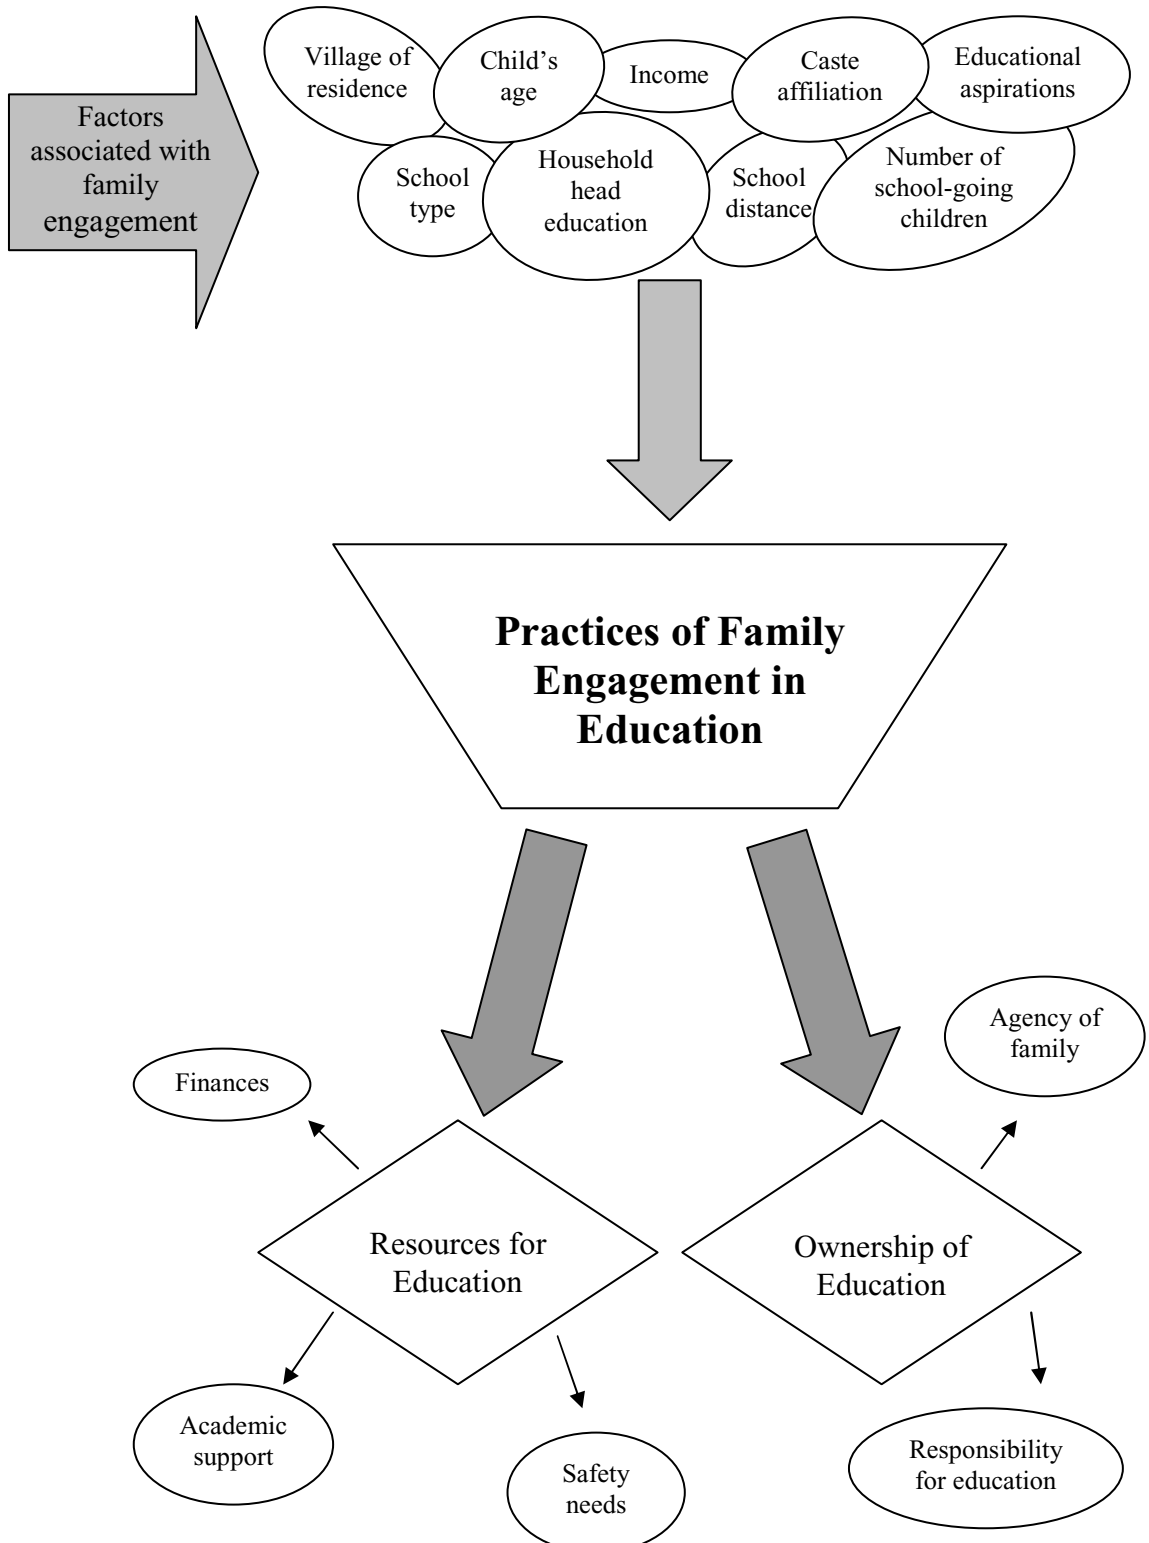 Factors
associated with
family
engagement
Village of
residence
Child's
age
Income
Caste
affiliation
Educational
aspirations
School
type
Household
head
education
School
distance
Number of
school-going
children
Practices of Family
Engagement in
Education
Agency of
family
Finances
Resources for
Education
Ownership of
Education
Academic
support
Safety
needs
Responsibility
for education